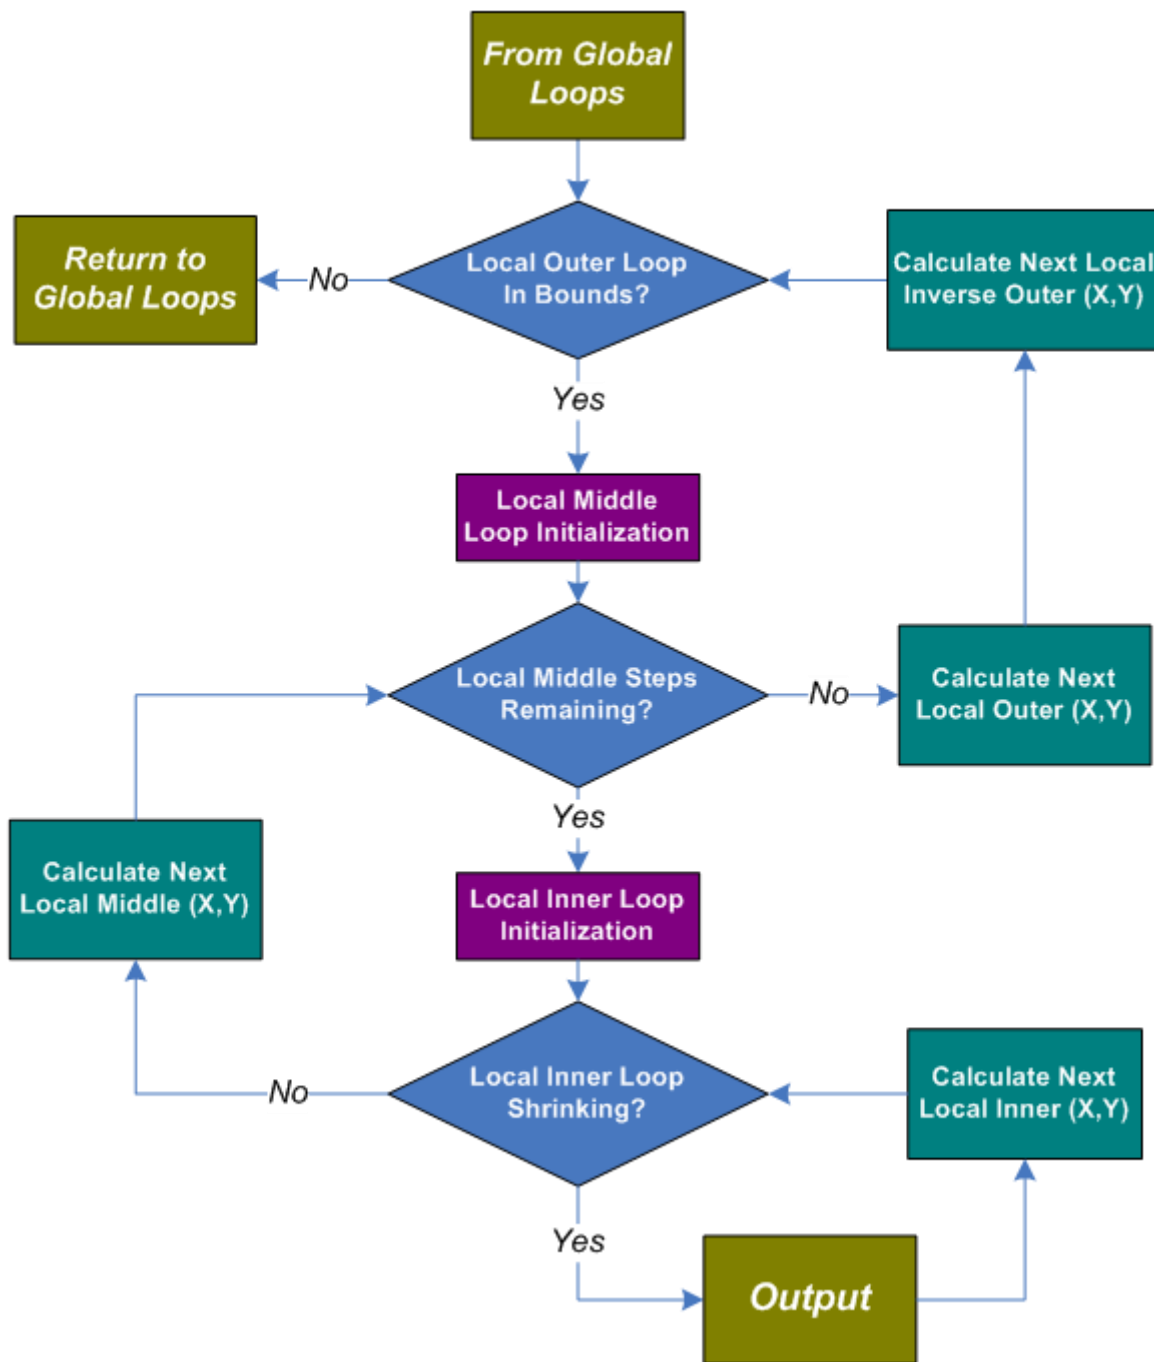 From Global
Loops
Return to
Global Loops
No
Local Outer Loop
In Bounds?
Calculate Next Local
Inverse Outer (X,Y)
Yes
Local Middle
Loop Initialization
Local Middle Steps
Remaining?
No
Calculate Next
Local Outer (X,Y)
Yes
Calculate Next
Local Middle (X,Y)
Local Inner Loop
Initialization
No
Local Inner Loop
Shrinking?
Calculate Next
Local Inner (X,Y)
Yes
Output